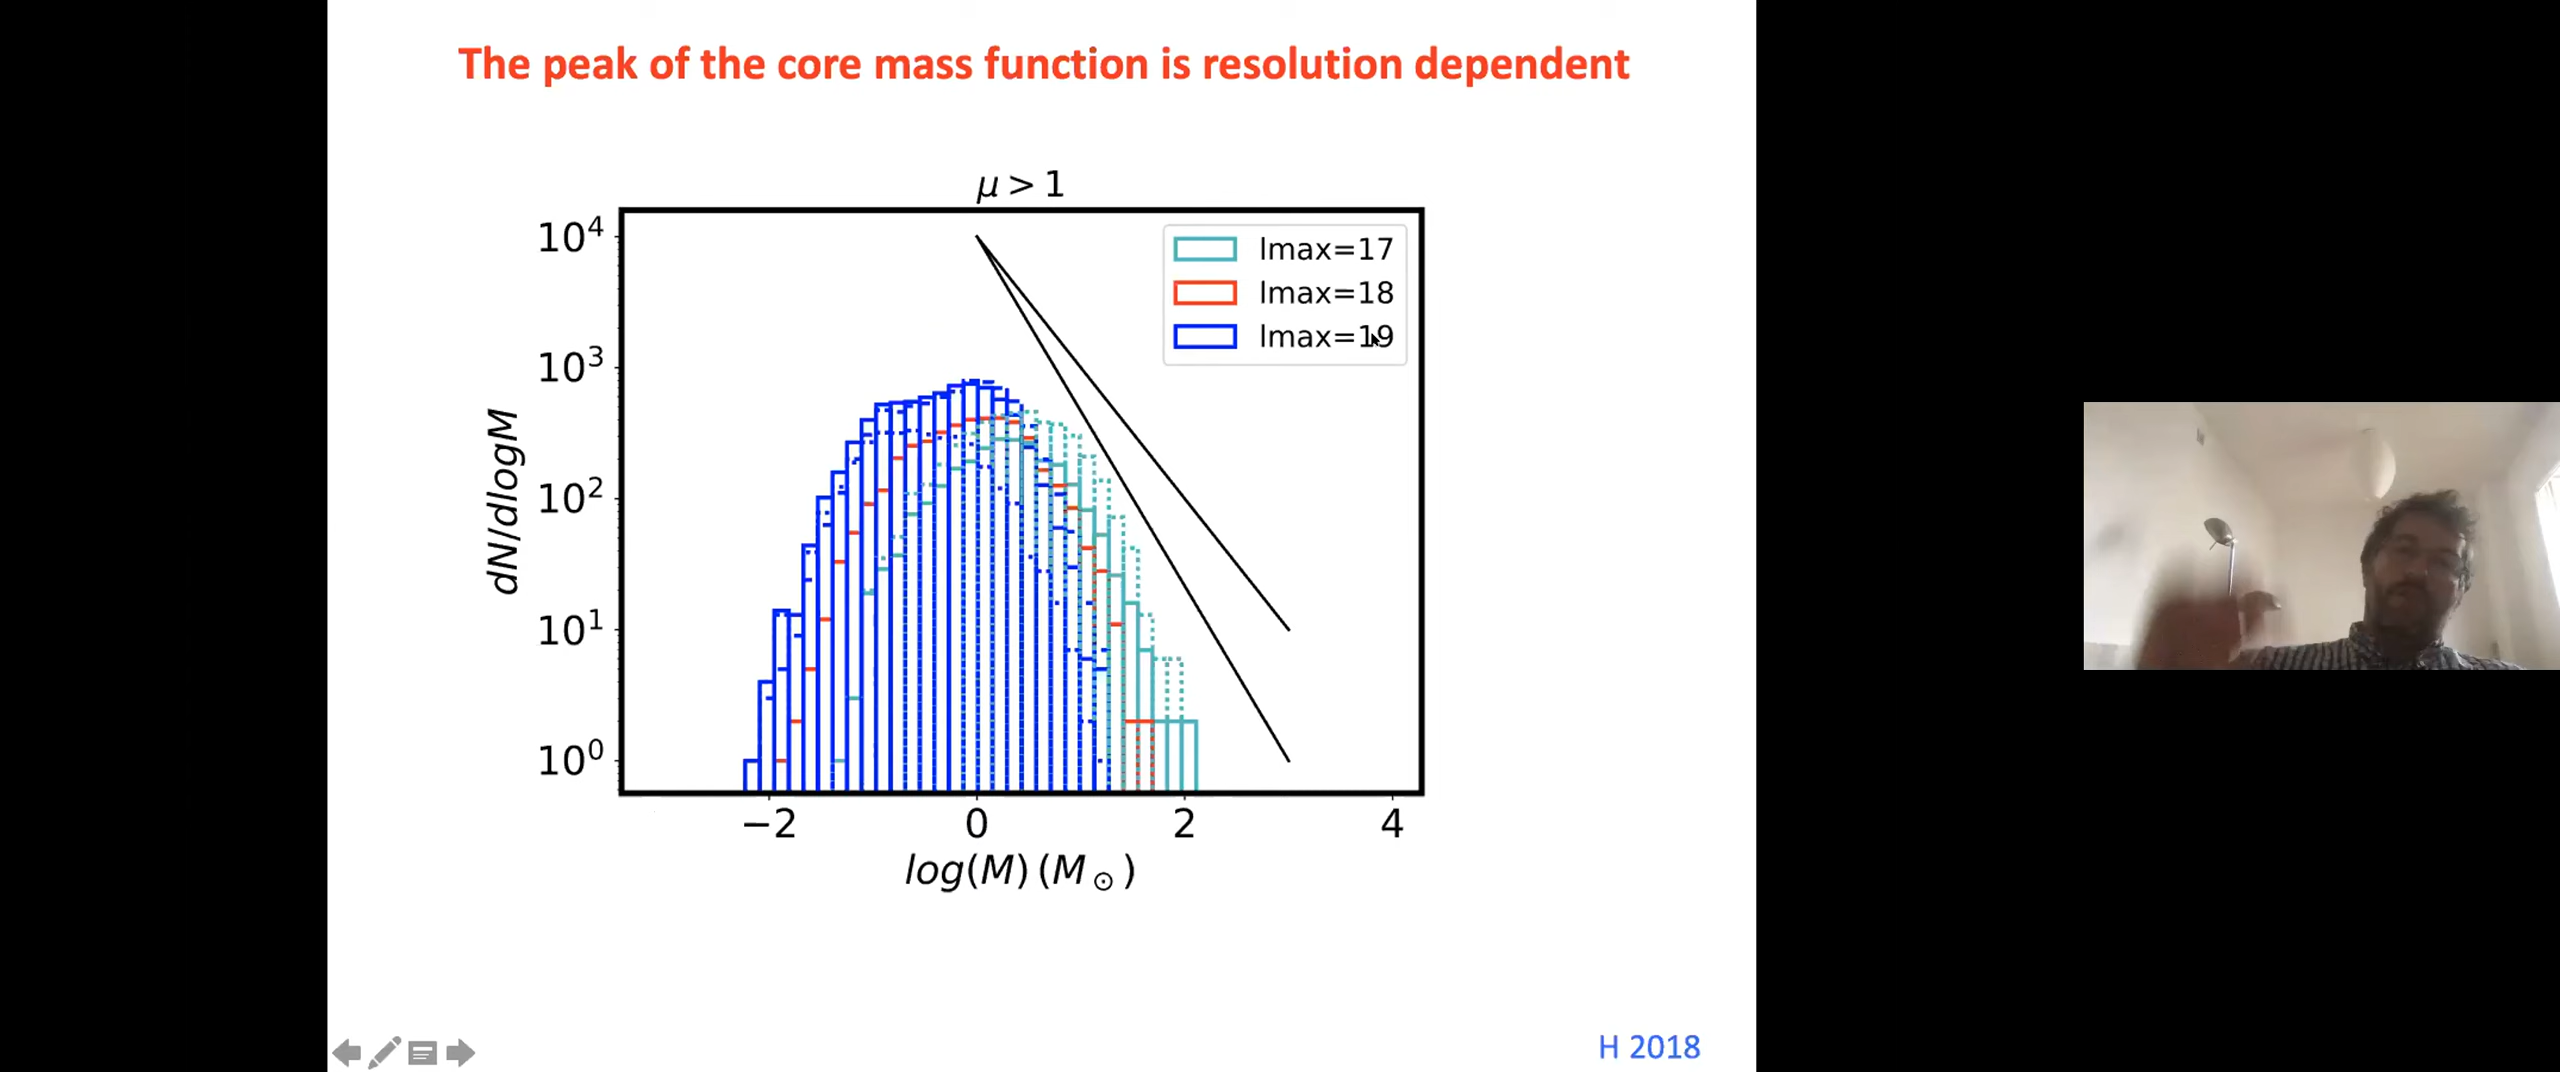 The peak of the core mass function is resolution dependent
μ > 1
10⁴
10³
10²
10¹
10⁰
dN/dlogM
lmax=17
lmax=18
lmax=19
−2 0 2 4
log(M) (M⊙)
H 2018